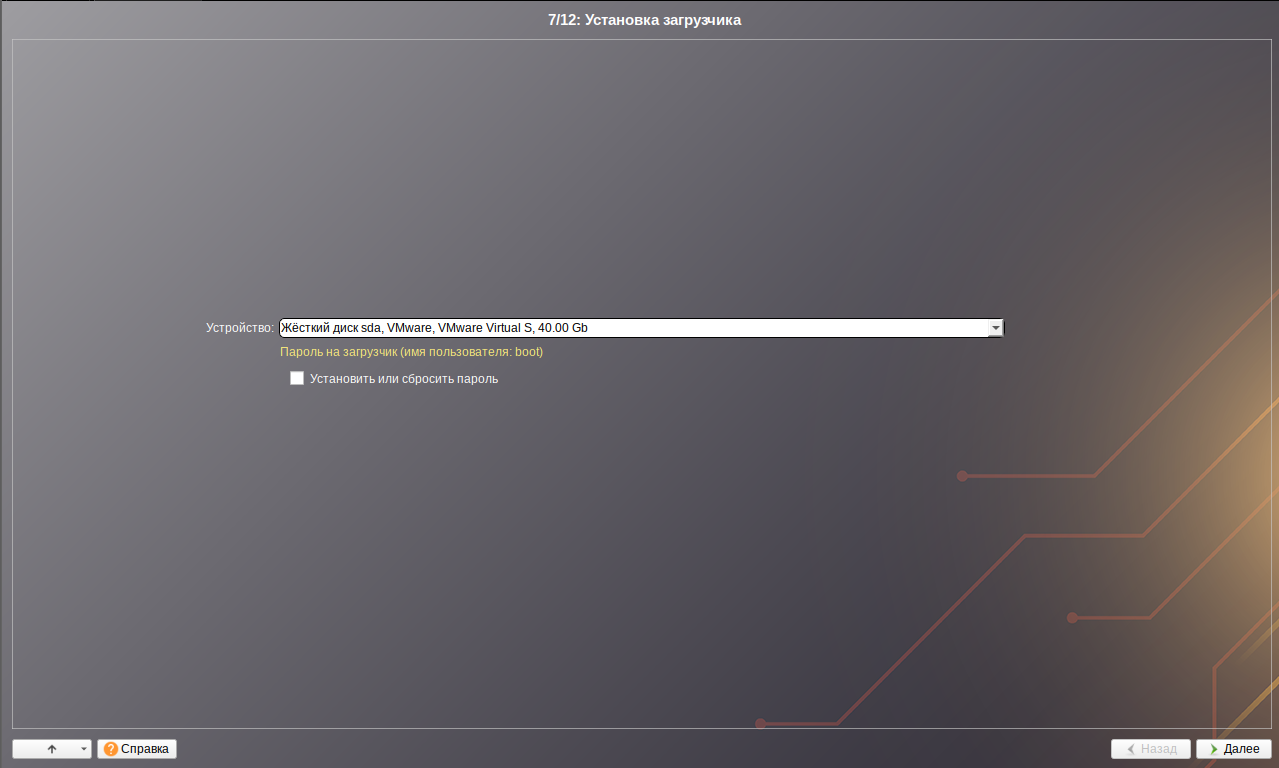 7/12: Установка загрузчика
Устройство: Жёсткий диск sda, VMware, VMware Virtual S, 40.00 Gb
Пароль на загрузчик (имя пользователя: boot)
Установить или сбросить пароль
Справка Назад Далее